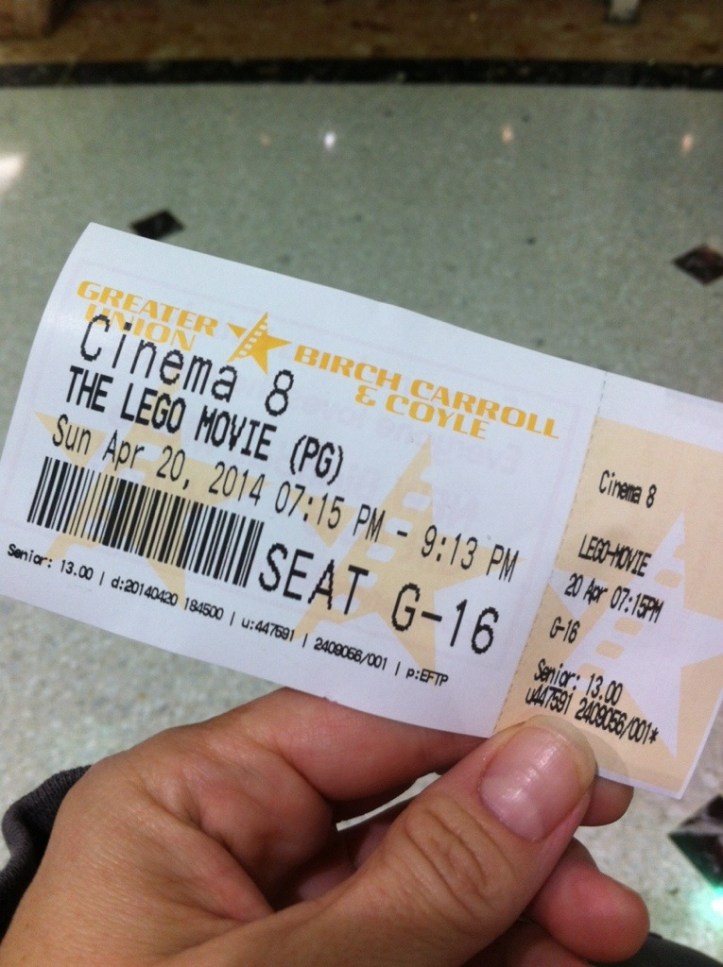 GREATER
UNION
BIRCH CARROLL
& COYLE
Cinema 8
THE LEGO MOVIE (PG)
Sun Apr 20, 2014 07:15 PM - 9:13 PM
SEAT G-16
Senior: 13.00 | d:20140420 184500 | u:447591 | 2409056/001 | p:EFTP
Cinema 8
LEGO-MOVIE
20 Apr 07:15PM
G-16
Senior: 13.00
u447591 2409056/001*